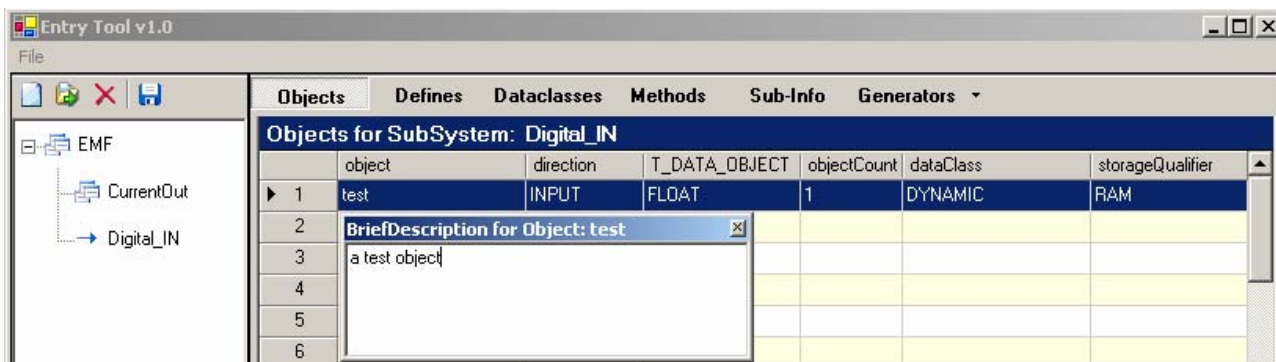 Entry Tool v1.0
File
Objects Defines Dataclasses Methods Sub-Info Generators
EMF
CurrentOut
Digital_IN
Objects for SubSystem: Digital_IN
object direction T_DATA_OBJECT objectCount dataClass storageQualifier
1 test INPUT FLOAT 1 DYNAMIC RAM
2
3
4
5
6
BriefDescription for Object: test
a test object